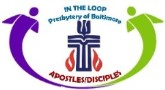 IN THE LOOP
Presbytery of Baltimore
APOSTLES/DISCIPLES